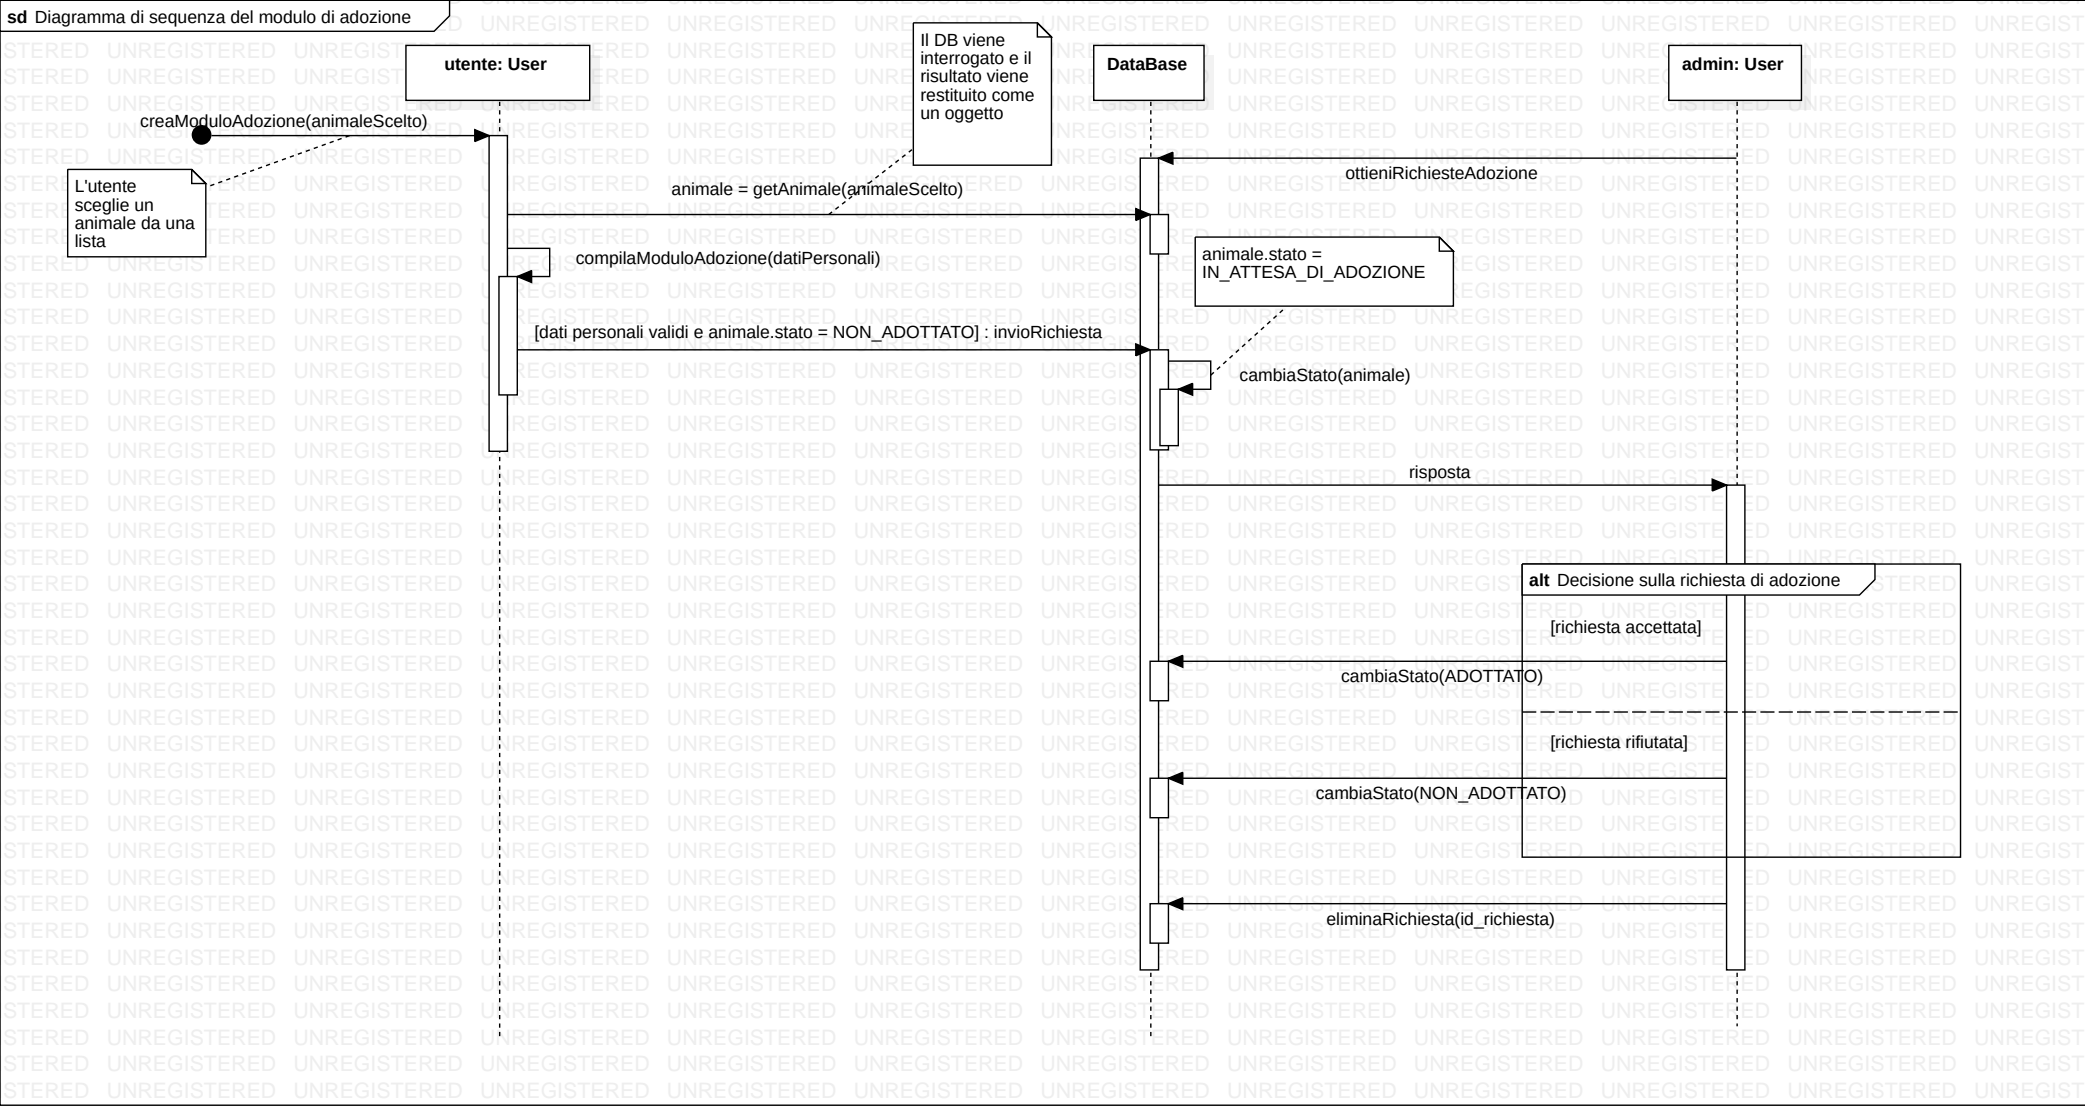 sd Diagramma di sequenza del modulo di adozione
utente: User
DataBase
admin: User
Il DB viene
interrogato e il
risultato viene
restituito come
un oggetto
creaModuloAdozione(animaleScelto)
L'utente
sceglie un
animale da una
lista
ottieniRichiesteAdozione
animale = getAnimale(animaleScelto)
compilaModuloAdozione(datiPersonali)
animale.stato =
IN_ATTESA_DI_ADOZIONE
[dati personali validi e animale.stato = NON_ADOTTATO] : invioRichiesta
cambiaStato(animale)
risposta
alt Decisione sulla richiesta di adozione
[richiesta accettata]
cambiaStato(ADOTTATO)
[richiesta rifiutata]
cambiaStato(NON_ADOTTATO)
eliminaRichiesta(id_richiesta)
UNREGISTERED